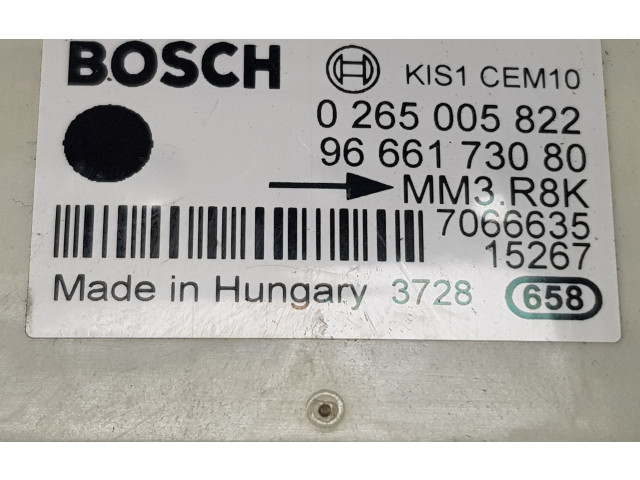 BOSCH KIS1 CEM10
0 265 005 822
96 661 730 80
MM3.R8K
7066635
15267
Made in Hungary 3728 658